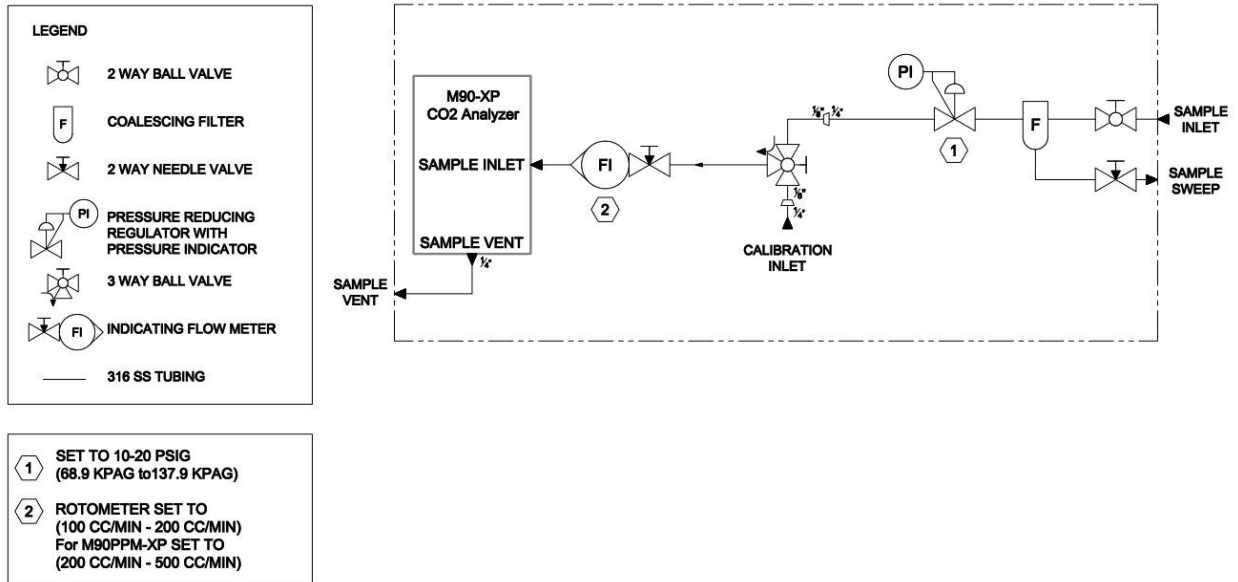 LEGEND
2 WAY BALL VALVE
F
COALESCING FILTER
2 WAY NEEDLE VALVE
PI
PRESSURE REDUCING
REGULATOR WITH
PRESSURE INDICATOR
3 WAY BALL VALVE
FI
INDICATING FLOW METER
316 SS TUBING
1
SET TO 10-20 PSIG
(68.9 KPAG to137.9 KPAG)
2
ROTOMETER SET TO
(100 CC/MIN - 200 CC/MIN)
For M90PPM-XP SET TO
(200 CC/MIN - 500 CC/MIN)
M90-XP
CO2 Analyzer
SAMPLE INLET
SAMPLE VENT
¼"
SAMPLE
VENT
FI
2
⅛" ¼"
⅛"
¼"
CALIBRATION
INLET
PI
1
F
SAMPLE
INLET
SAMPLE
SWEEP